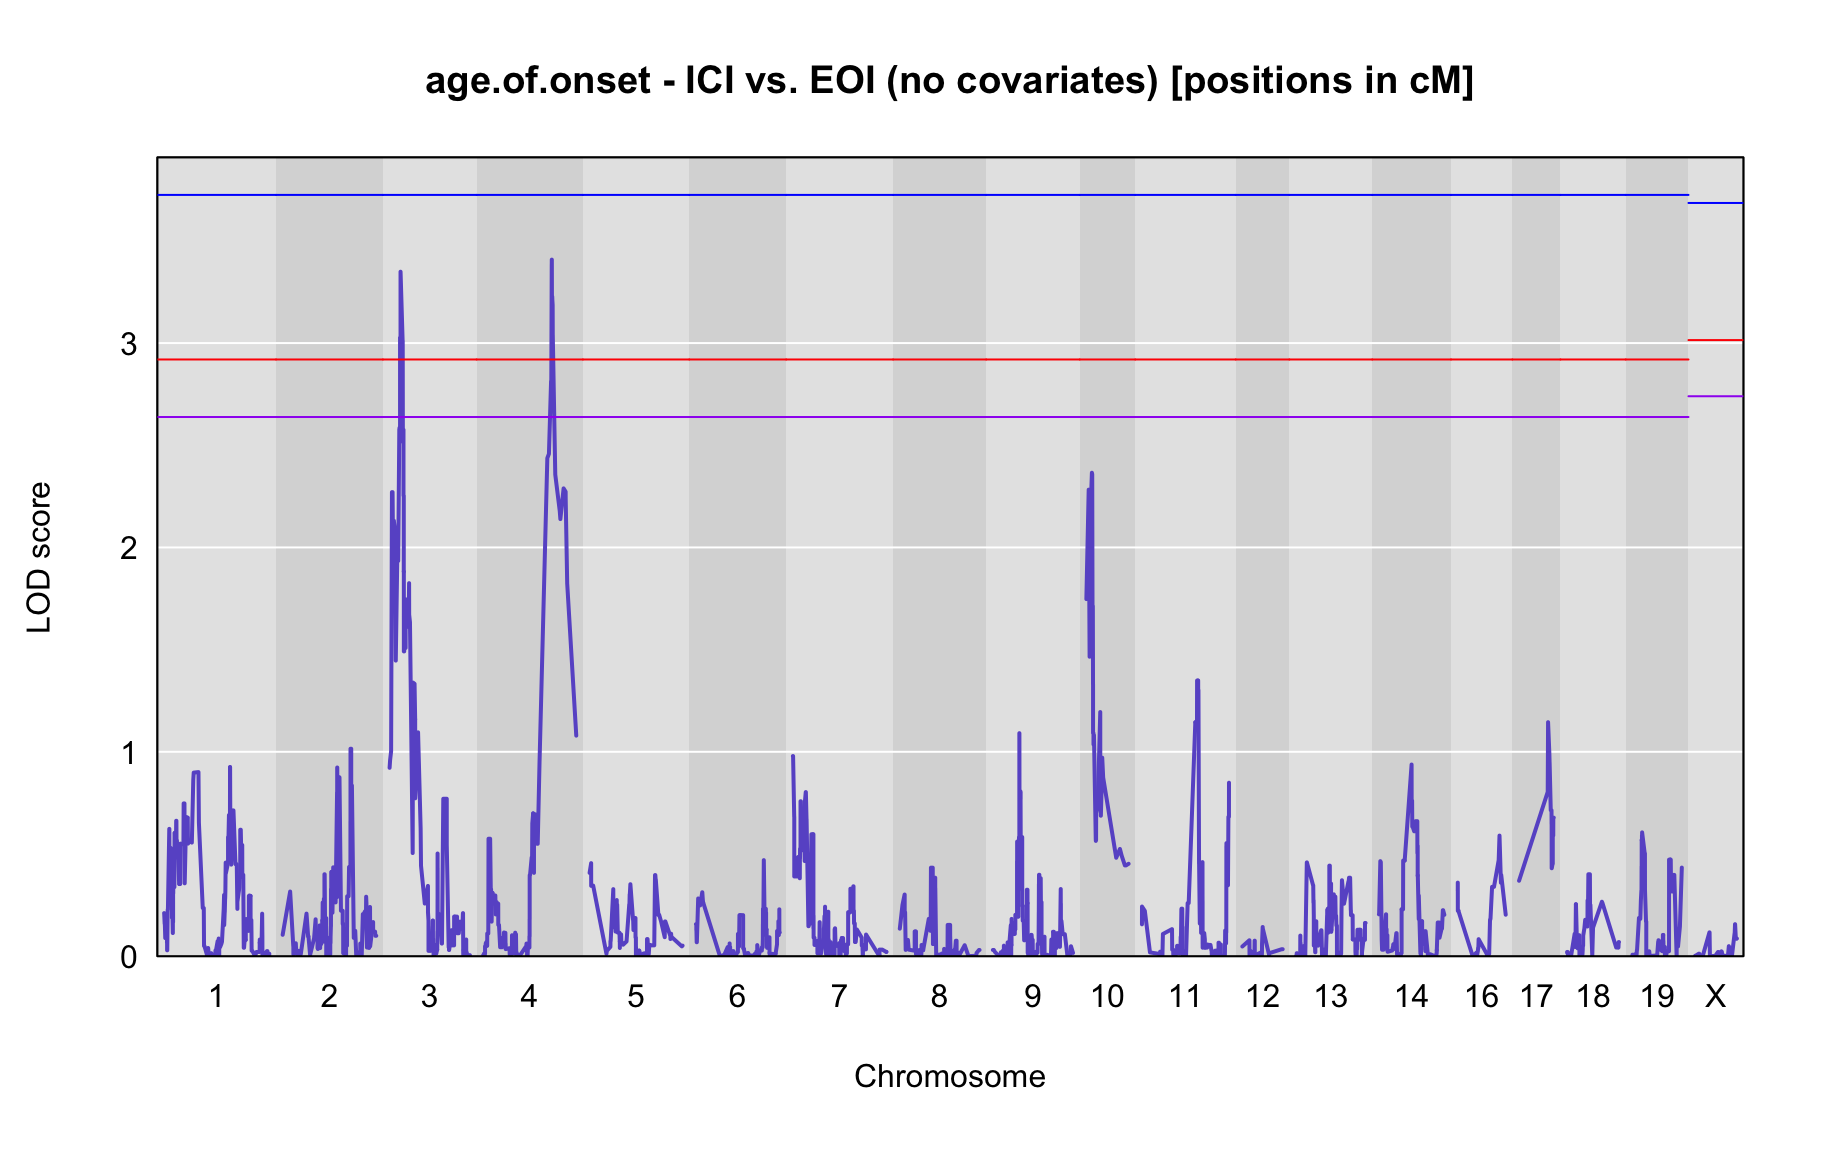 age.of.onset - ICI vs. EOI (no covariates) [positions in cM]
3
2
1
0
LOD score
1 2 3 4 5 6 7 8 9 10 11 12 13 14 16 17 18 19 X
Chromosome